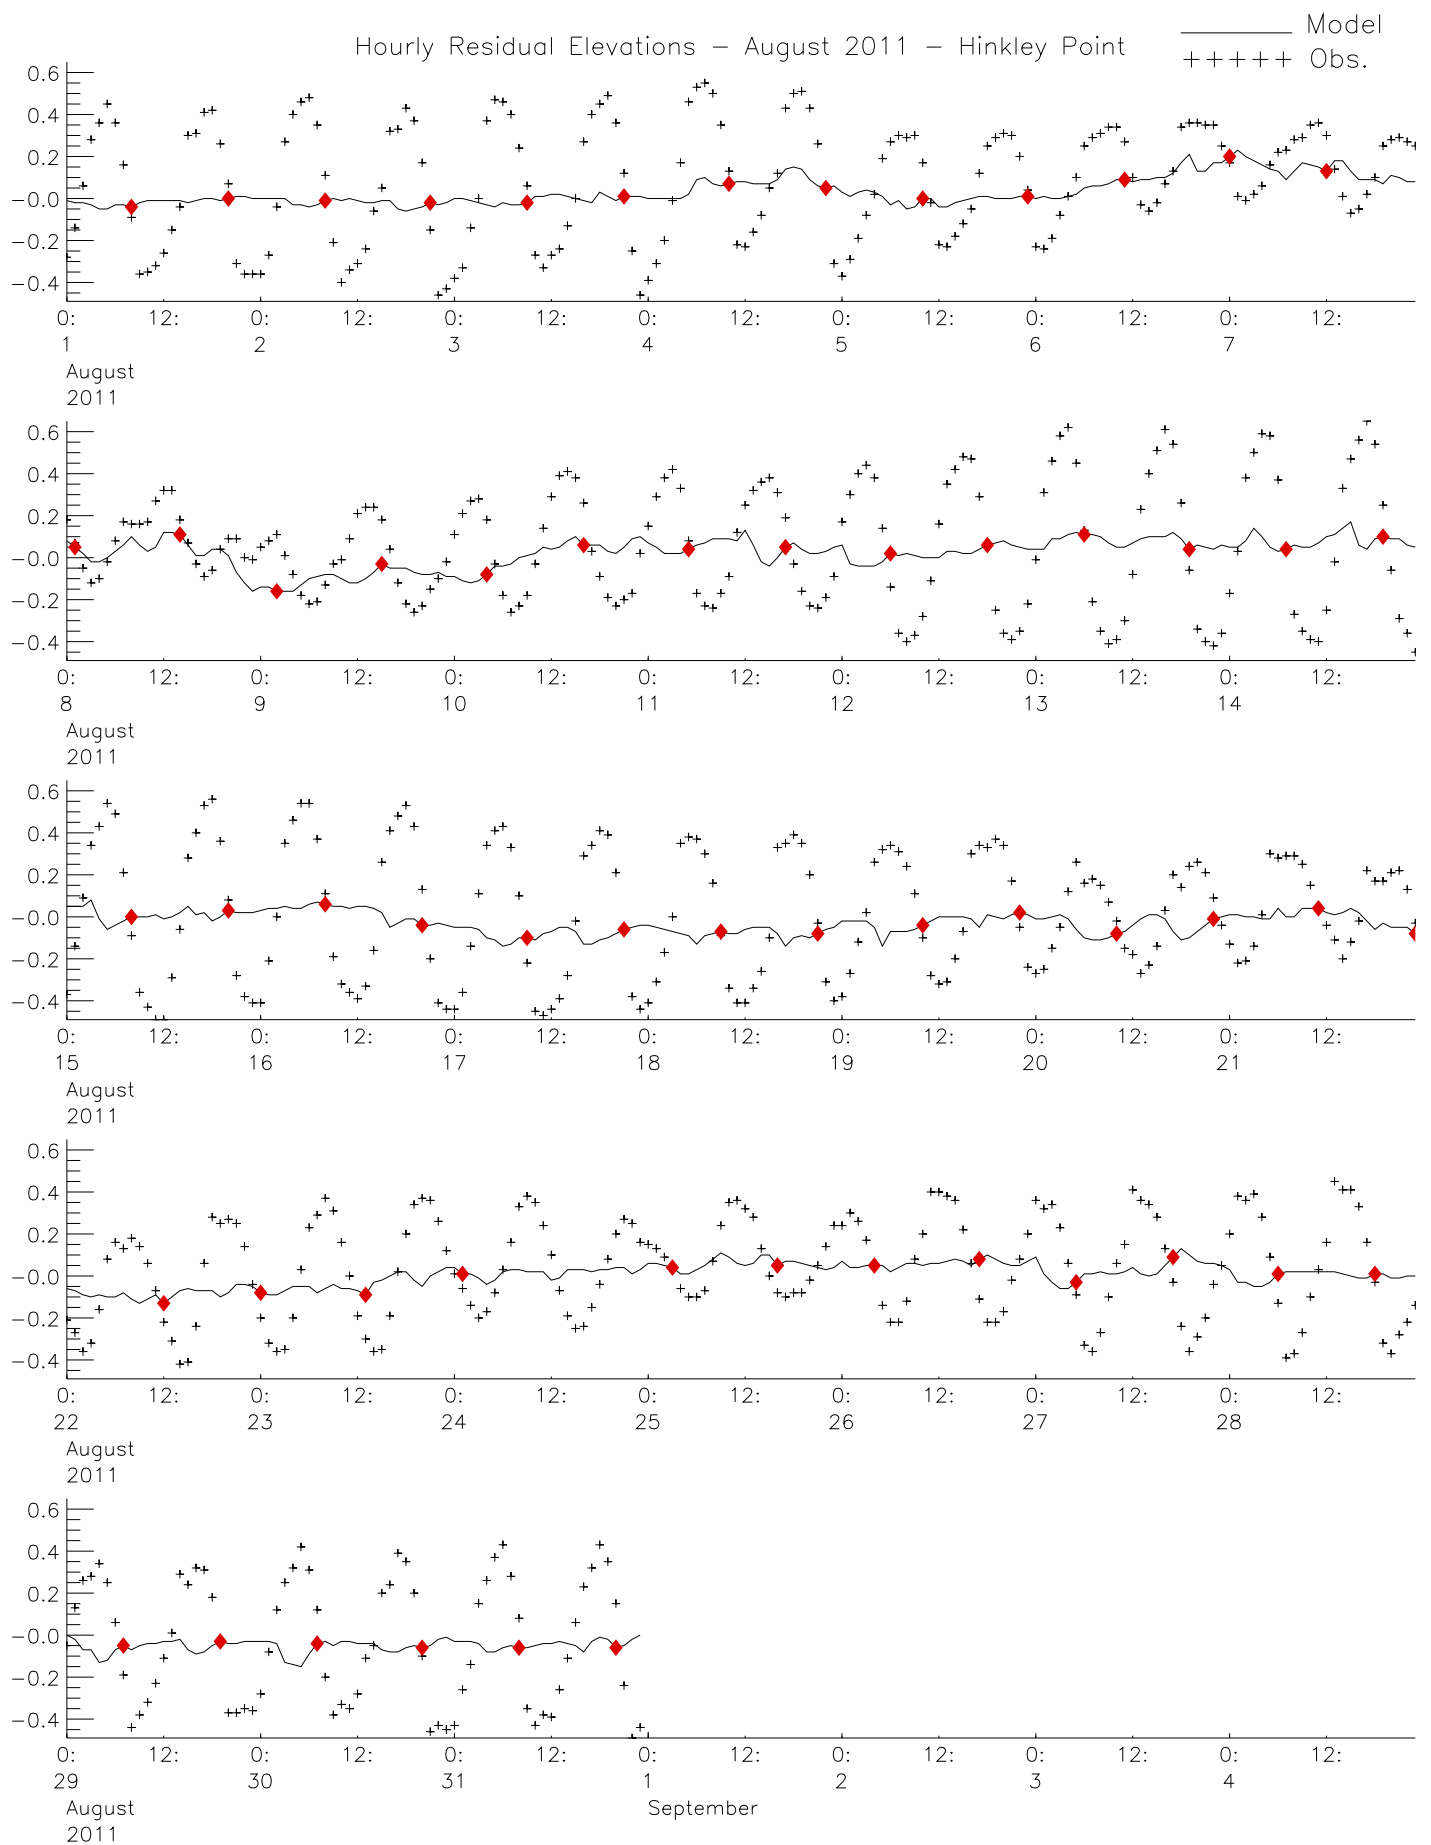 Hourly Residual Elevations - August 2011 - Hinkley Point
Model
+++++ Obs.
0.6
0.4
0.2
-0.0
-0.2
-0.4
0: 12: 0: 12: 0: 12: 0: 12: 0: 12: 0: 12: 0: 12:
1 2 3 4 5 6 7
August
2011
0.6
0.4
0.2
-0.0
-0.2
-0.4
0: 12: 0: 12: 0: 12: 0: 12: 0: 12: 0: 12: 0: 12:
8 9 10 11 12 13 14
August
2011
0.6
0.4
0.2
-0.0
-0.2
-0.4
0: 12: 0: 12: 0: 12: 0: 12: 0: 12: 0: 12: 0: 12:
15 16 17 18 19 20 21
August
2011
0.6
0.4
0.2
-0.0
-0.2
-0.4
0: 12: 0: 12: 0: 12: 0: 12: 0: 12: 0: 12: 0: 12:
22 23 24 25 26 27 28
August
2011
0.6
0.4
0.2
-0.0
-0.2
-0.4
0: 12: 0: 12: 0: 12: 0: 12: 0: 12: 0: 12: 0: 12:
29 30 31 1 2 3 4
August September
2011